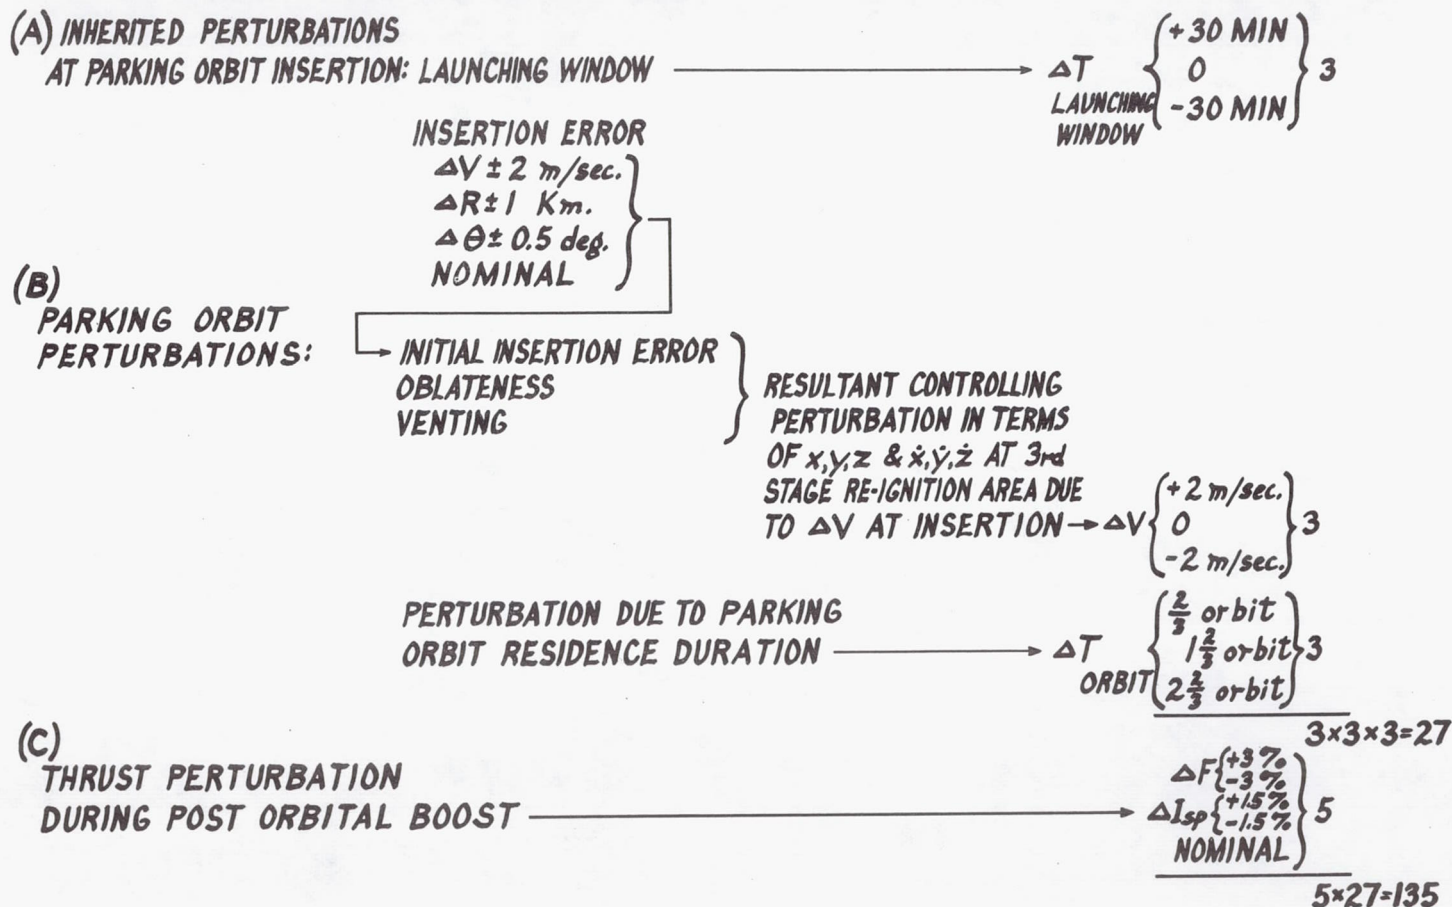 (A) INHERITED PERTURBATIONS
AT PARKING ORBIT INSERTION: LAUNCHING WINDOW
ΔT
LAUNCHING
WINDOW
+30 MIN
0
-30 MIN
3
INSERTION ERROR
ΔV ± 2 m/sec.
ΔR ± 1 Km.
Δθ ± 0.5 deg.
NOMINAL
(B)
PARKING ORBIT
PERTURBATIONS:
INITIAL INSERTION ERROR
OBLATENESS
VENTING
RESULTANT CONTROLLING
PERTURBATION IN TERMS
OF x,y,z & ẋ,ẏ,ż AT 3rd
STAGE RE-IGNITION AREA DUE
TO ΔV AT INSERTION → ΔV
+2 m/sec.
0
-2 m/sec.
3
PERTURBATION DUE TO PARKING
ORBIT RESIDENCE DURATION
ΔT
ORBIT
2/3 orbit
1 2/3 orbit
2 2/3 orbit
3
3×3×3=27
(C)
THRUST PERTURBATION
DURING POST ORBITAL BOOST
ΔF {+3 %
-3 %
ΔIsp {+1.5 %
-1.5 %
NOMINAL
5
5×27=135